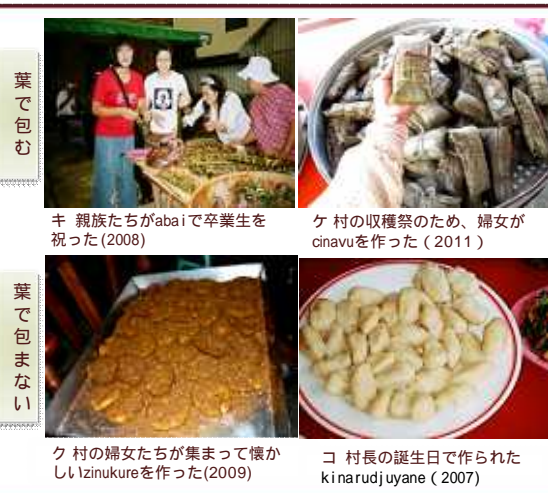 葉で包む
キ 親族たちがabaiで卒業生を
祝った(2008)
ケ 村の収穫祭のため、婦女が
cinavuを作った ( 2011 )
葉で包まない
ク 村の婦女たちが集まって懐か
しいzinukureを作った(2009)
コ 村長の誕生日で作られた
kinarudjuyane ( 2007)